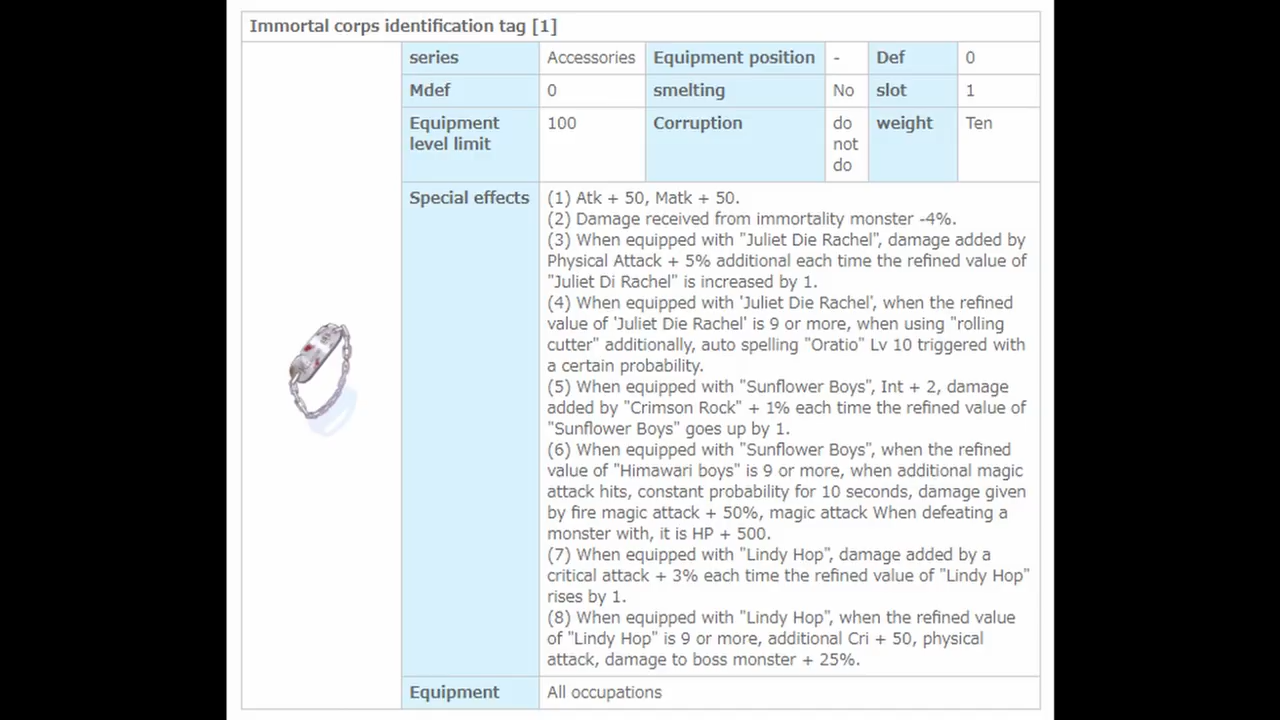 Immortal corps identification tag [1]
series Accessories Equipment position - Def 0
Mdef 0 smelting No slot 1
Equipment level limit 100 Corruption do not do weight Ten
Special effects
(1) Atk + 50, Matk + 50.
(2) Damage received from immortality monster -4%.
(3) When equipped with "Juliet Die Rachel", damage added by
Physical Attack + 5% additional each time the refined value of
"Juliet Di Rachel" is increased by 1.
(4) When equipped with 'Juliet Die Rachel', when the refined
value of 'Juliet Die Rachel' is 9 or more, when using "rolling
cutter" additionally, auto spelling "Oratio" Lv 10 triggered with
a certain probability.
(5) When equipped with "Sunflower Boys", Int + 2, damage
added by "Crimson Rock" + 1% each time the refined value of
"Sunflower Boys" goes up by 1.
(6) When equipped with "Sunflower Boys", when the refined
value of "Himawari boys" is 9 or more, when additional magic
attack hits, constant probability for 10 seconds, damage given
by fire magic attack + 50%, magic attack When defeating a
monster with, it is HP + 500.
(7) When equipped with "Lindy Hop", damage added by a
critical attack + 3% each time the refined value of "Lindy Hop"
rises by 1.
(8) When equipped with "Lindy Hop", when the refined value
of "Lindy Hop" is 9 or more, additional Cri + 50, physical
attack, damage to boss monster + 25%.
Equipment All occupations